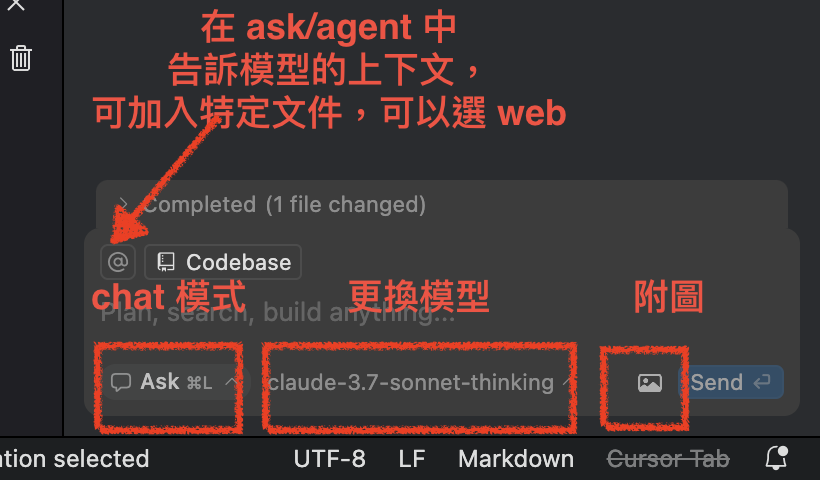 在 ask/agent 中
告訴模型的上下文，
可加入特定文件，可以選 web
Completed (1 file changed)
@ Codebase
chat 模式 更換模型 附圖
Plan, search, build anything...
Ask ⌘L claude-3.7-sonnet-thinking Send
ation selected UTF-8 LF Markdown Cursor Tab